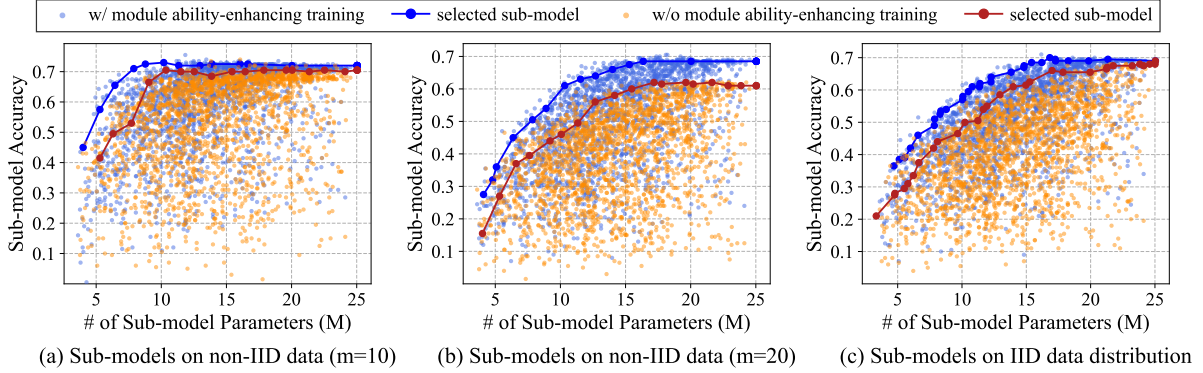 w/ module ability-enhancing training selected sub-model w/o module ability-enhancing training selected sub-model
Sub-model Accuracy
0.7
0.6
0.5
0.4
0.3
0.2
0.1
5 10 15 20 25
# of Sub-model Parameters (M)
(a) Sub-models on non-IID data (m=10)
Sub-model Accuracy
0.7
0.6
0.5
0.4
0.3
0.2
0.1
5 10 15 20 25
# of Sub-model Parameters (M)
(b) Sub-models on non-IID data (m=20)
Sub-model Accuracy
0.7
0.6
0.5
0.4
0.3
0.2
0.1
5 10 15 20 25
# of Sub-model Parameters (M)
(c) Sub-models on IID data distribution